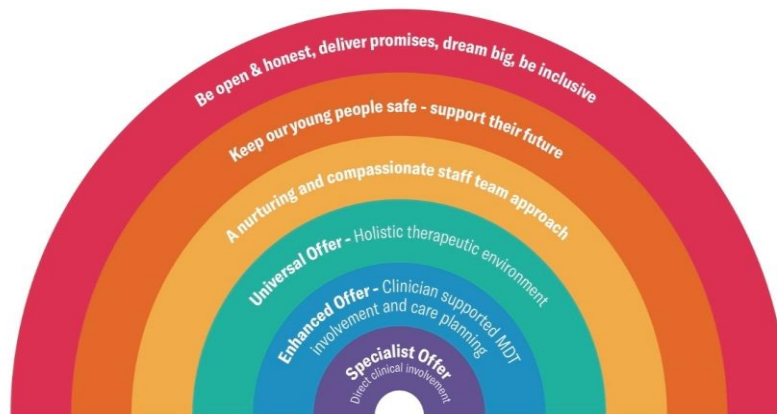 Be open & honest, deliver promises, dream big, be inclusive
Keep our young people safe - support their future
A nurturing and compassionate staff team approach
Universal Offer - Holistic therapeutic environment
Enhanced Offer - Clinician supported MDT
involvement and care planning
Specialist Offer
Direct clinical involvement